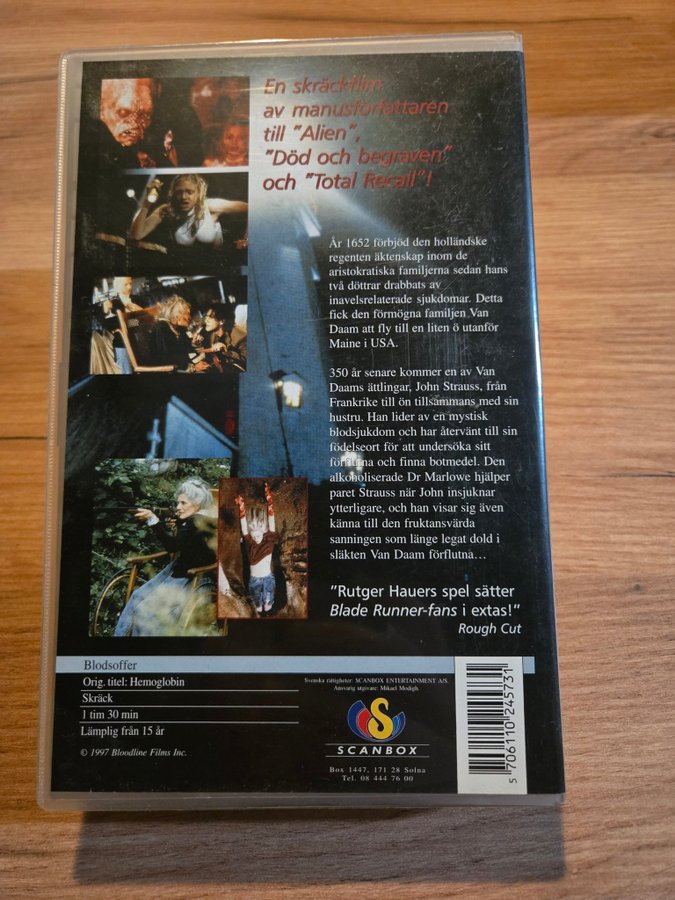 En skräckfilm
av manusförfattaren
till "Alien",
"Död och begraven"
och "Total Recall"!
År 1652 förbjöd den holländske
regenten äktenskap inom de
aristokratiska familjerna sedan hans
två döttrar drabbats av
inavelsrelaterade sjukdomar. Detta
fick den förmögna familjen Van
Daam att fly till en liten ö utanför
Maine i USA.
350 år senare kommer en av Van
Daams ättlingar, John Strauss, från
Frankrike till ön tillsammans med sin
hustru. Han lider av en mystisk
blodsjukdom och har återvänt till sin
födelseort för att undersöka sitt
förflutna och finna botmedel. Den
alkoholiserade Dr Marlowe hjälper
paret Strauss när John insjuknar
ytterligare, och han visar sig även
känna till den fruktansvärda
sanningen som länge legat dold i
släkten Van Daam förflutna...
"Rutger Hauers spel sätter
Blade Runner-fans i extas!"
Rough Cut
Blodsoffer
Orig. titel: Hemoglobin
Skräck
1 tim 30 min
Lämplig från 15 år
© 1997 Bloodline Films Inc.
Svenska rättigheter: SCANBOX ENTERTAINMENT A/S.
Ansvarig utgivare: Mikael Modigh.
S
SCANBOX
Box 1447, 171 28 Solna
Tel. 08 444 76 00
5 706110 245731